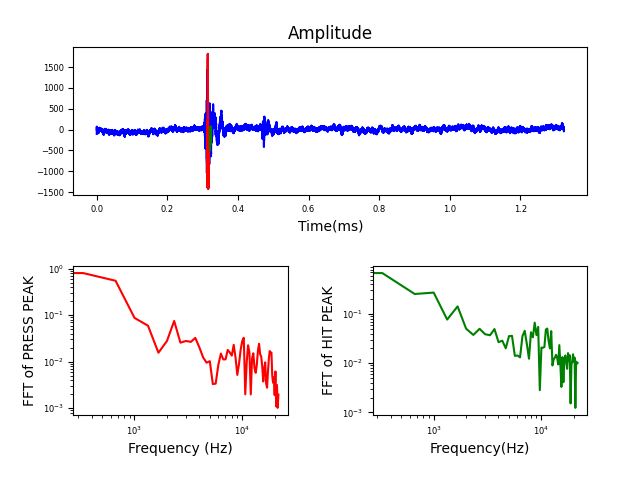 Amplitude
1500
1000
500
0
−500
−1000
−1500
0.0 0.2 0.4 0.6 0.8 1.0 1.2
Time(ms)
FFT of PRESS PEAK
10⁰
10⁻¹
10⁻²
10⁻³
10³ 10⁴
Frequency (Hz)
FFT of HIT PEAK
10⁻¹
10⁻²
10⁻³
10³ 10⁴
Frequency(Hz)